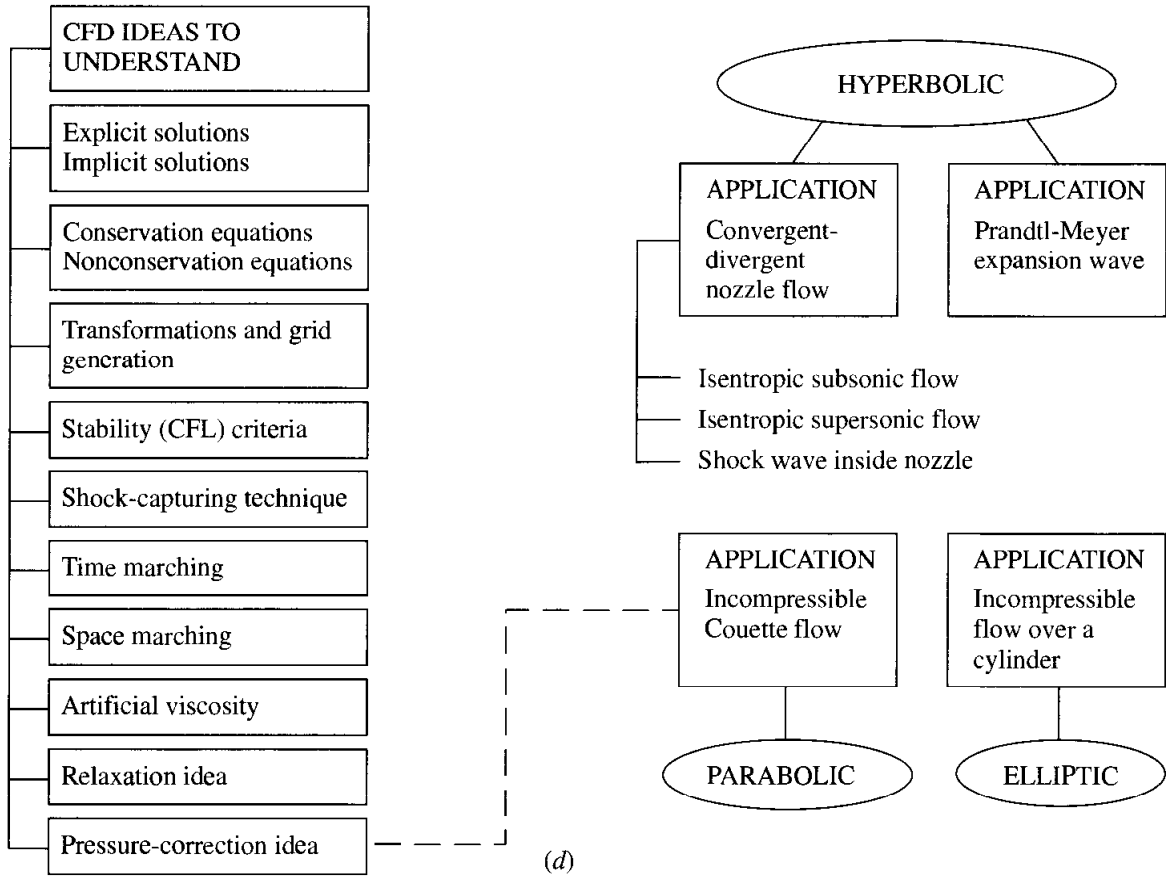 CFD IDEAS TO
UNDERSTAND
Explicit solutions
Implicit solutions
Conservation equations
Nonconservation equations
Transformations and grid
generation
Stability (CFL) criteria
Shock-capturing technique
Time marching
Space marching
Artificial viscosity
Relaxation idea
Pressure-correction idea
HYPERBOLIC
APPLICATION
Convergent-
divergent
nozzle flow
APPLICATION
Prandtl-Meyer
expansion wave
Isentropic subsonic flow
Isentropic supersonic flow
Shock wave inside nozzle
APPLICATION
Incompressible
Couette flow
APPLICATION
Incompressible
flow over a
cylinder
PARABOLIC
ELLIPTIC
(d)